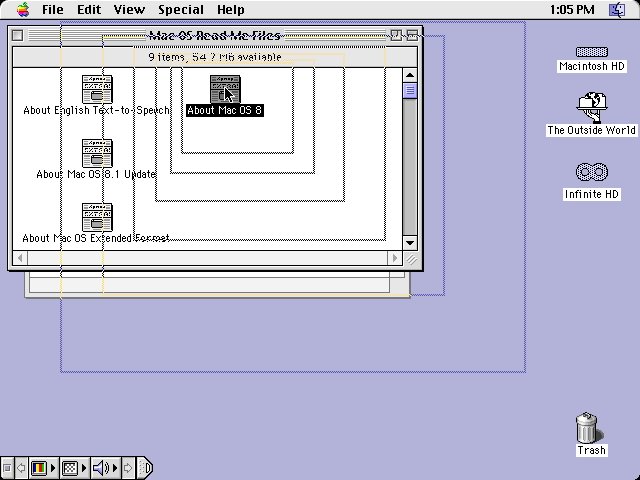 File Edit View Special Help
1:05 PM
Mac OS Read Me Files
9 items, 54.7 MB available
About English Text-to-Speech
About Mac OS 8
About Mac OS 8.1 Update
About Mac OS Extended Format
Macintosh HD
The Outside World
Infinite HD
Trash